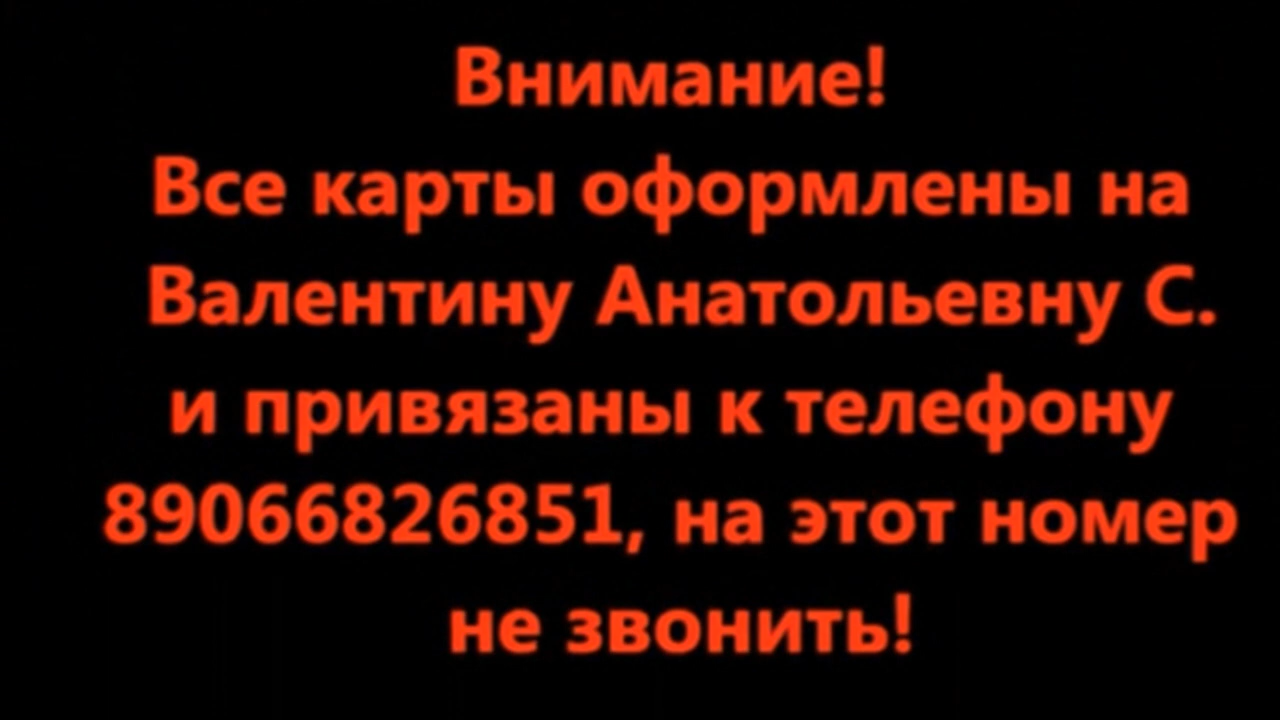 Внимание!
Все карты оформлены на
Валентину Анатольевну С.
и привязаны к телефону
89066826851, на этот номер
не звонить!